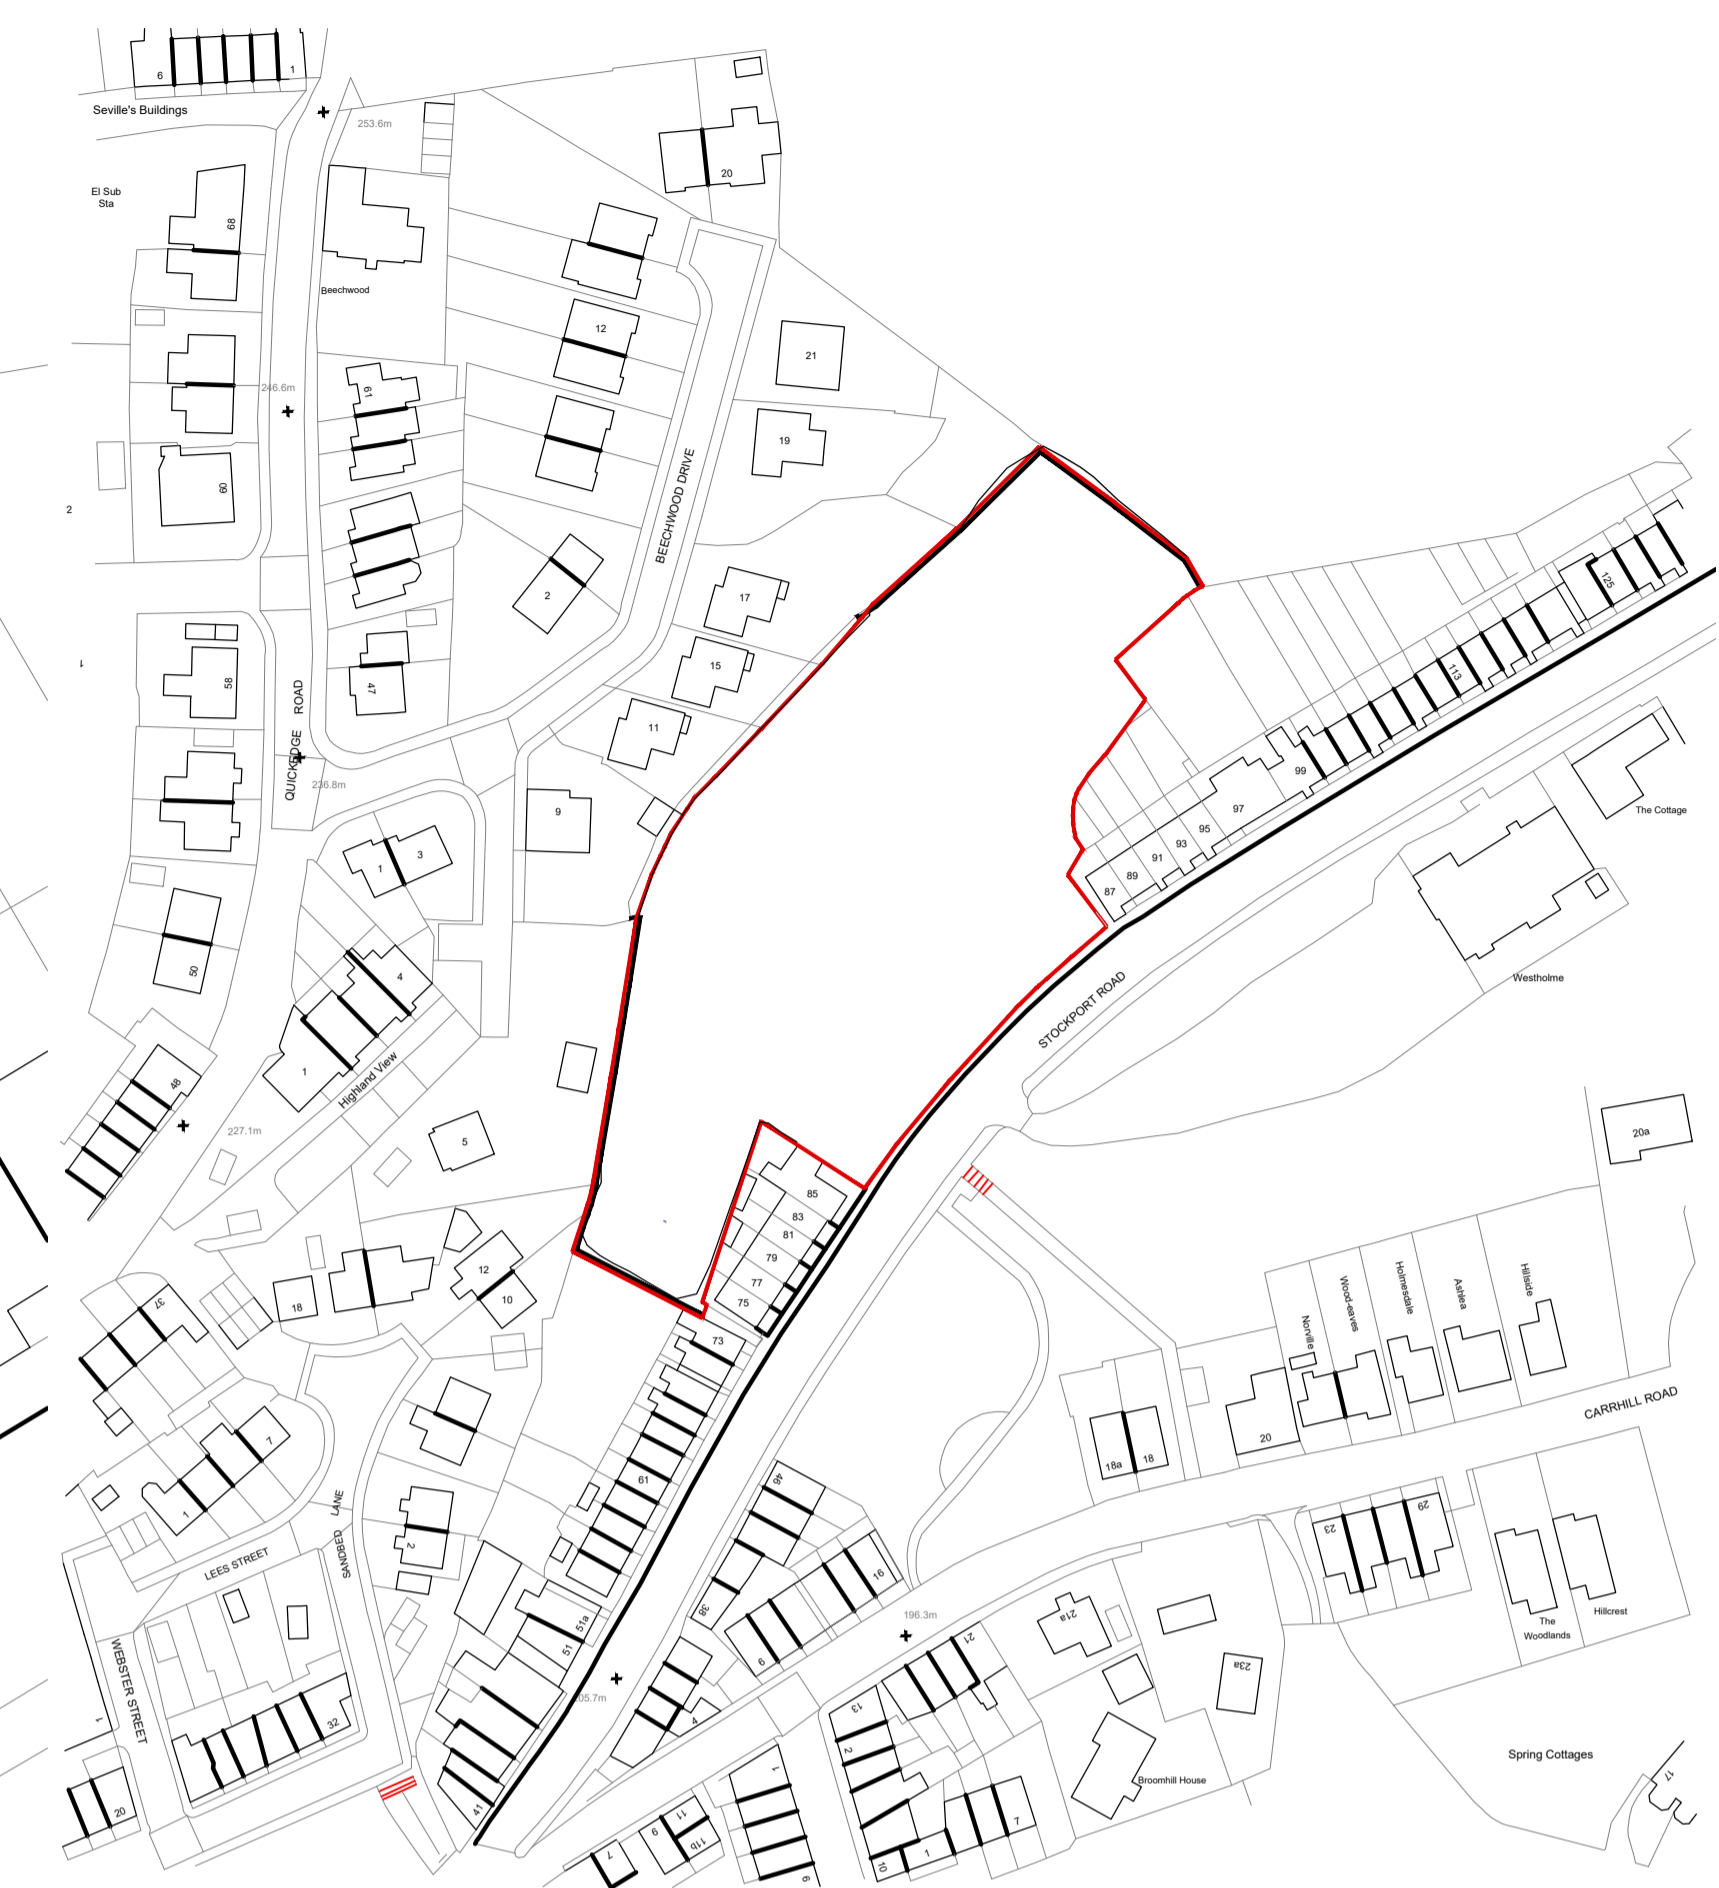 6
1
Seville's Buildings
253.6m
20
El Sub
Sta
68
Beechwood
12
21
61
246.6m
19
60
2
BEECHWOOD DRIVE
2
17
125
1
58
15
47
113
QUICKEDGE ROAD
11
99
236.8m
9
97
The Cottage
95
93
91
89
87
1
3
50
4
Westholme
STOCKPORT ROAD
1
48
Highland View
227.1m
5
20a
85
83
81
79
77
75
12
10
18
37
73
Norville
Wood-eaves
Holmesdale
Ashlea
Hillside
CARRHILL ROAD
20
18a
18
7
1
61
46
LEES STREET
SANDBED LANE
2
16
38
6
23
29
51a
51
196.3m
21
21a
The
Woodlands
Hillcrest
23a
WEBSTER STREET
1
32
205.7m
4
13
2
Spring Cottages
Broomhill House
17
20
41
1
11
9
11b
7
10
1
7
6